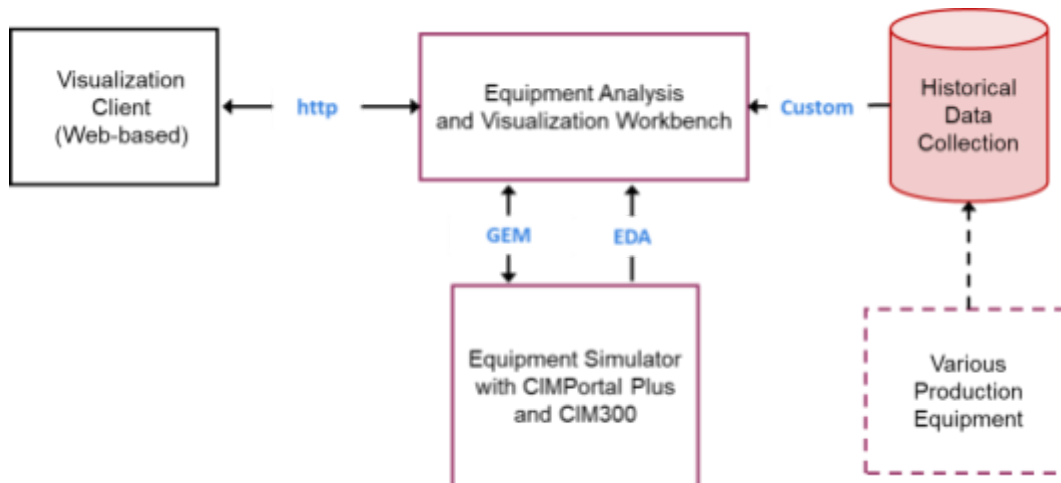 Visualization
Client
(Web-based)
http
Equipment Analysis
and Visualization Workbench
Custom
Historical
Data
Collection
GEM
EDA
Equipment Simulator
with CIMPortal Plus
and CIM300
Various
Production
Equipment